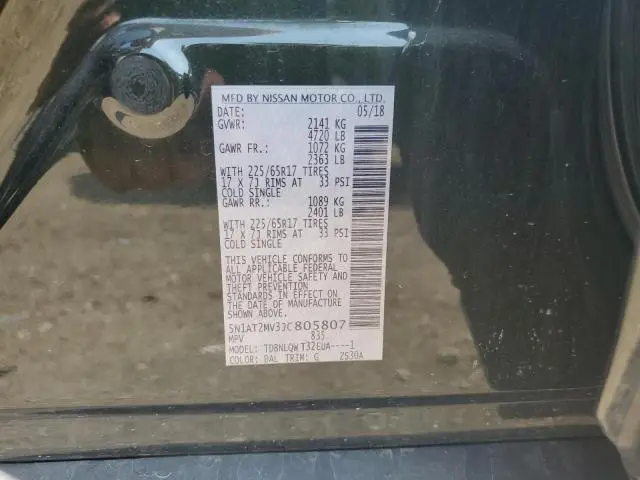 MFD BY NISSAN MOTOR CO., LTD.
DATE: 05/18
GVWR: 2141 KG
4720 LB
GAWR FR.: 1072 KG
2363 LB
WITH 225/65R17 TIRES
17 X 7J RIMS AT 33 PSI
COLD SINGLE
GAWR RR.: 1089 KG
2401 LB
WITH 225/65R17 TIRES
17 X 7J RIMS AT 33 PSI
COLD SINGLE
THIS VEHICLE CONFORMS TO
ALL APPLICABLE FEDERAL
MOTOR VEHICLE SAFETY AND
THEFT PREVENTION
STANDARDS IN EFFECT ON
THE DATE OF MANUFACTURE
SHOWN ABOVE.
5N1AT2MV3JC805807
MPV 835
MODEL: TDBNLQW T32EUA----1
COLOR: DAL TRIM: G ZS30A